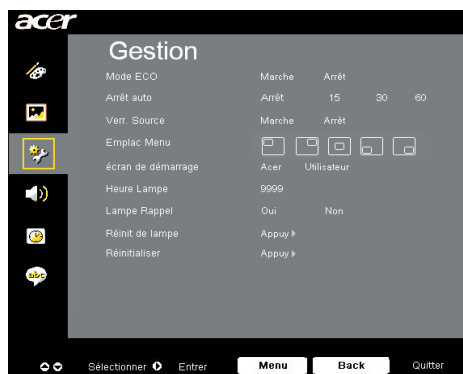 acer
Gestion
Mode ECO Marche Arrêt
Arrêt auto Arrêt 15 30 60
Verr. Source Marche Arrêt
Emplac Menu
écran de démarrage Acer Utilisateur
Heure Lampe 9999
Lampe Rappel Oui Non
Réinit de lampe Appuy
Réinitialiser Appuy
abc
Sélectionner Entrer Menu Back Quitter